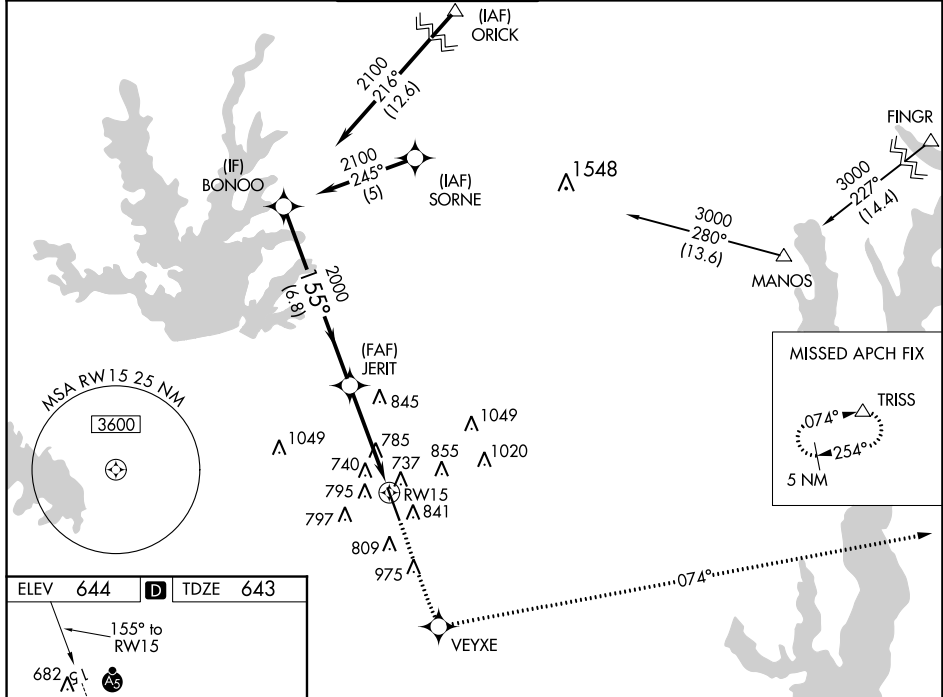 (IAF)
ORICK
2100
216°
(12.6)
FINGR
3000
227°
(14.4)
(IF)
BONOO
2100
245°
(5)
(IAF)
SORNE
1548
3000
280°
(13.6)
MANOS
2000
155°
(6.8)
(FAF)
JERIT
MISSED APCH FIX
TRISS
074°
254°
5 NM
MSA RW15 25 NM
3600
845
1049
1049
785
855
1020
740
737
795
RW15
797
841
809
975
074°
VEYXE
ELEV 644 D TDZE 643
155° to
RW15
682
5
A5